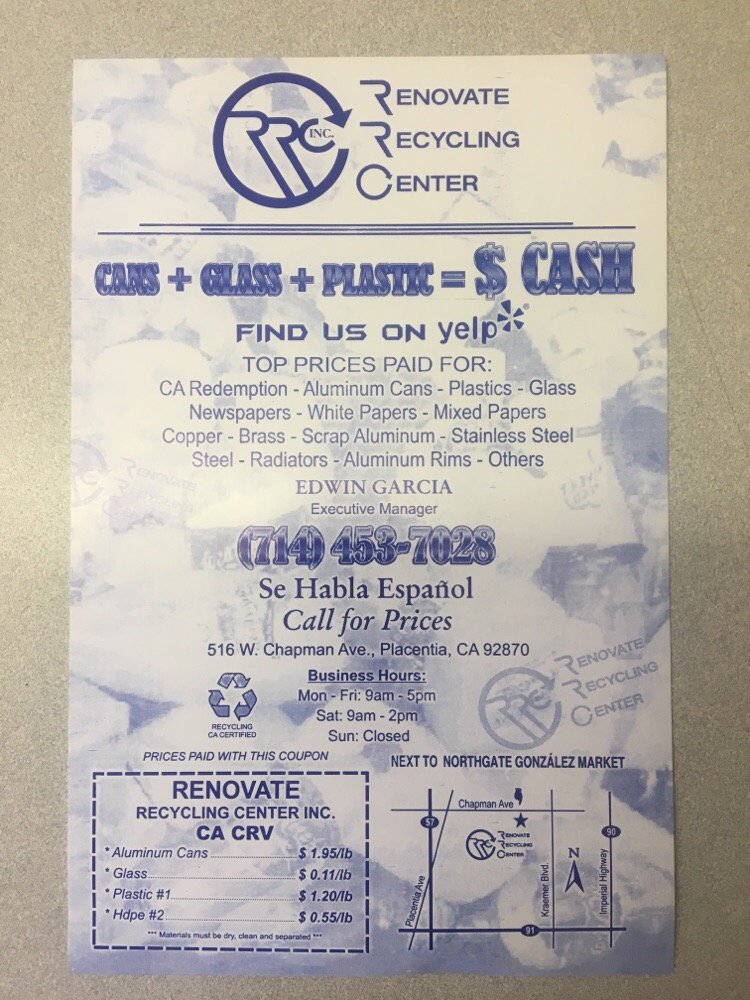 RRC INC.
RENOVATE
RECYCLING
CENTER
CANS + GLASS + PLASTIC = $ CASH
FIND US ON yelp
TOP PRICES PAID FOR:
CA Redemption - Aluminum Cans - Plastics - Glass
Newspapers - White Papers - Mixed Papers
Copper - Brass - Scrap Aluminum - Stainless Steel
Steel - Radiators - Aluminum Rims - Others
EDWIN GARCIA
Executive Manager
(714) 453-7028
Se Habla Español
Call for Prices
516 W. Chapman Ave., Placentia, CA 92870
Business Hours:
Mon - Fri: 9am - 5pm
Sat: 9am - 2pm
Sun: Closed
RECYCLING
CA CERTIFIED
RRC
RENOVATE
RECYCLING
CENTER
RENOVATE
RECYCLING
CENTER
PRICES PAID WITH THIS COUPON
RENOVATE
RECYCLING CENTER INC.
CA CRV
* Aluminum Cans $ 1.95/lb
* Glass $ 0.11/lb
* Plastic #1 $ 1.20/lb
* Hdpe #2 $ 0.55/lb
*** Materials must be dry, clean and separated ***
NEXT TO NORTHGATE GONZÁLEZ MARKET
Chapman Ave
57
RRC
RENOVATE
RECYCLING
CENTER
N
90
Placentia Ave
Kraemer Blvd.
Imperial Highway
91